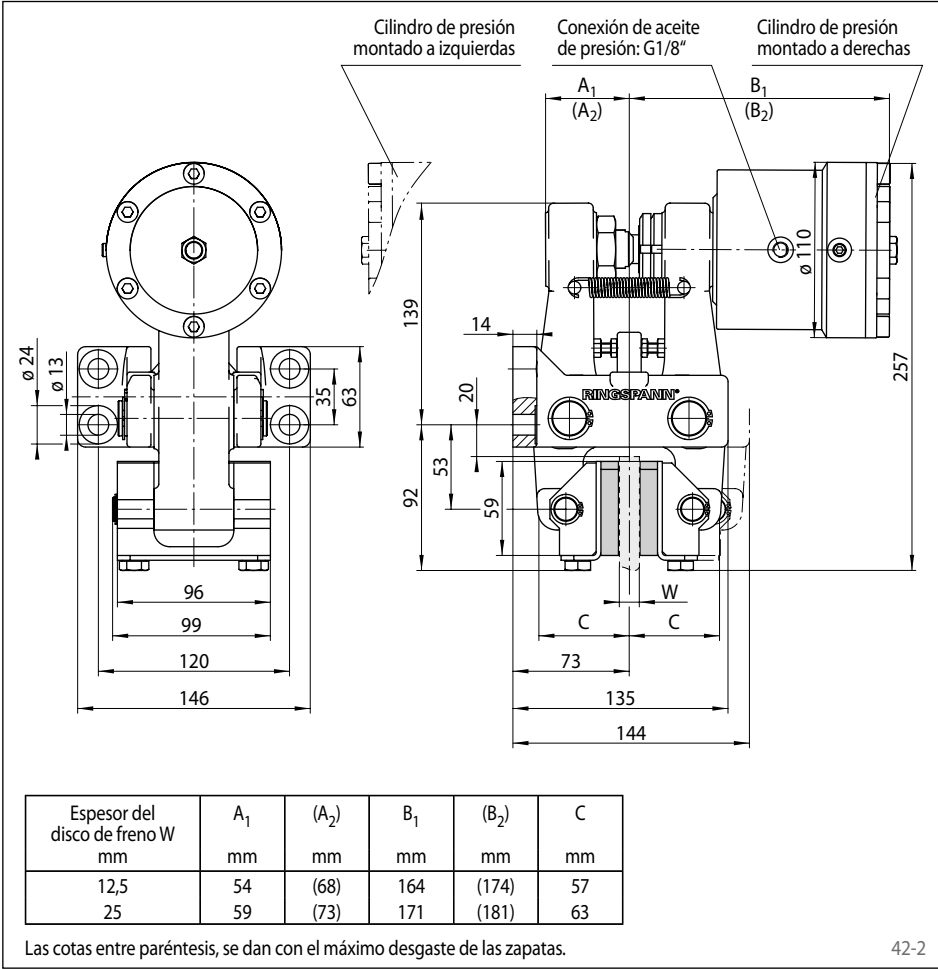 Cilindro de presión
montado a izquierdas
Conexión de aceite
de presión: G1/8“
Cilindro de presión
montado a derechas
A1
(A2)
B1
(B2)
ø 110
139
14
257
ø 24
ø 13
35
63
20
RINGSPANN®
53
92
59
96
W
99
C
C
120
73
146
135
144
Espesor del
disco de freno W
mm
A1
mm
(A2)
mm
B1
mm
(B2)
mm
C
mm
12,5 54 (68) 164 (174) 57
25 59 (73) 171 (181) 63
Las cotas entre paréntesis, se dan con el máximo desgaste de las zapatas.
42-2